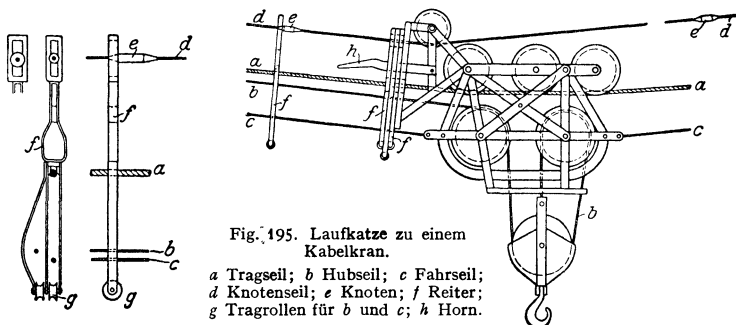 e
d
f
f
a
b
c
g
g
d
e
h
a
b
f
c
f
f
e
d
a
c
b
Fig. 195. Laufkatze zu einem
Kabelkran.
a Tragseil; b Hubseil; c Fahrseil;
d Knotenseil; e Knoten; f Reiter;
g Tragrollen für b und c; h Horn.